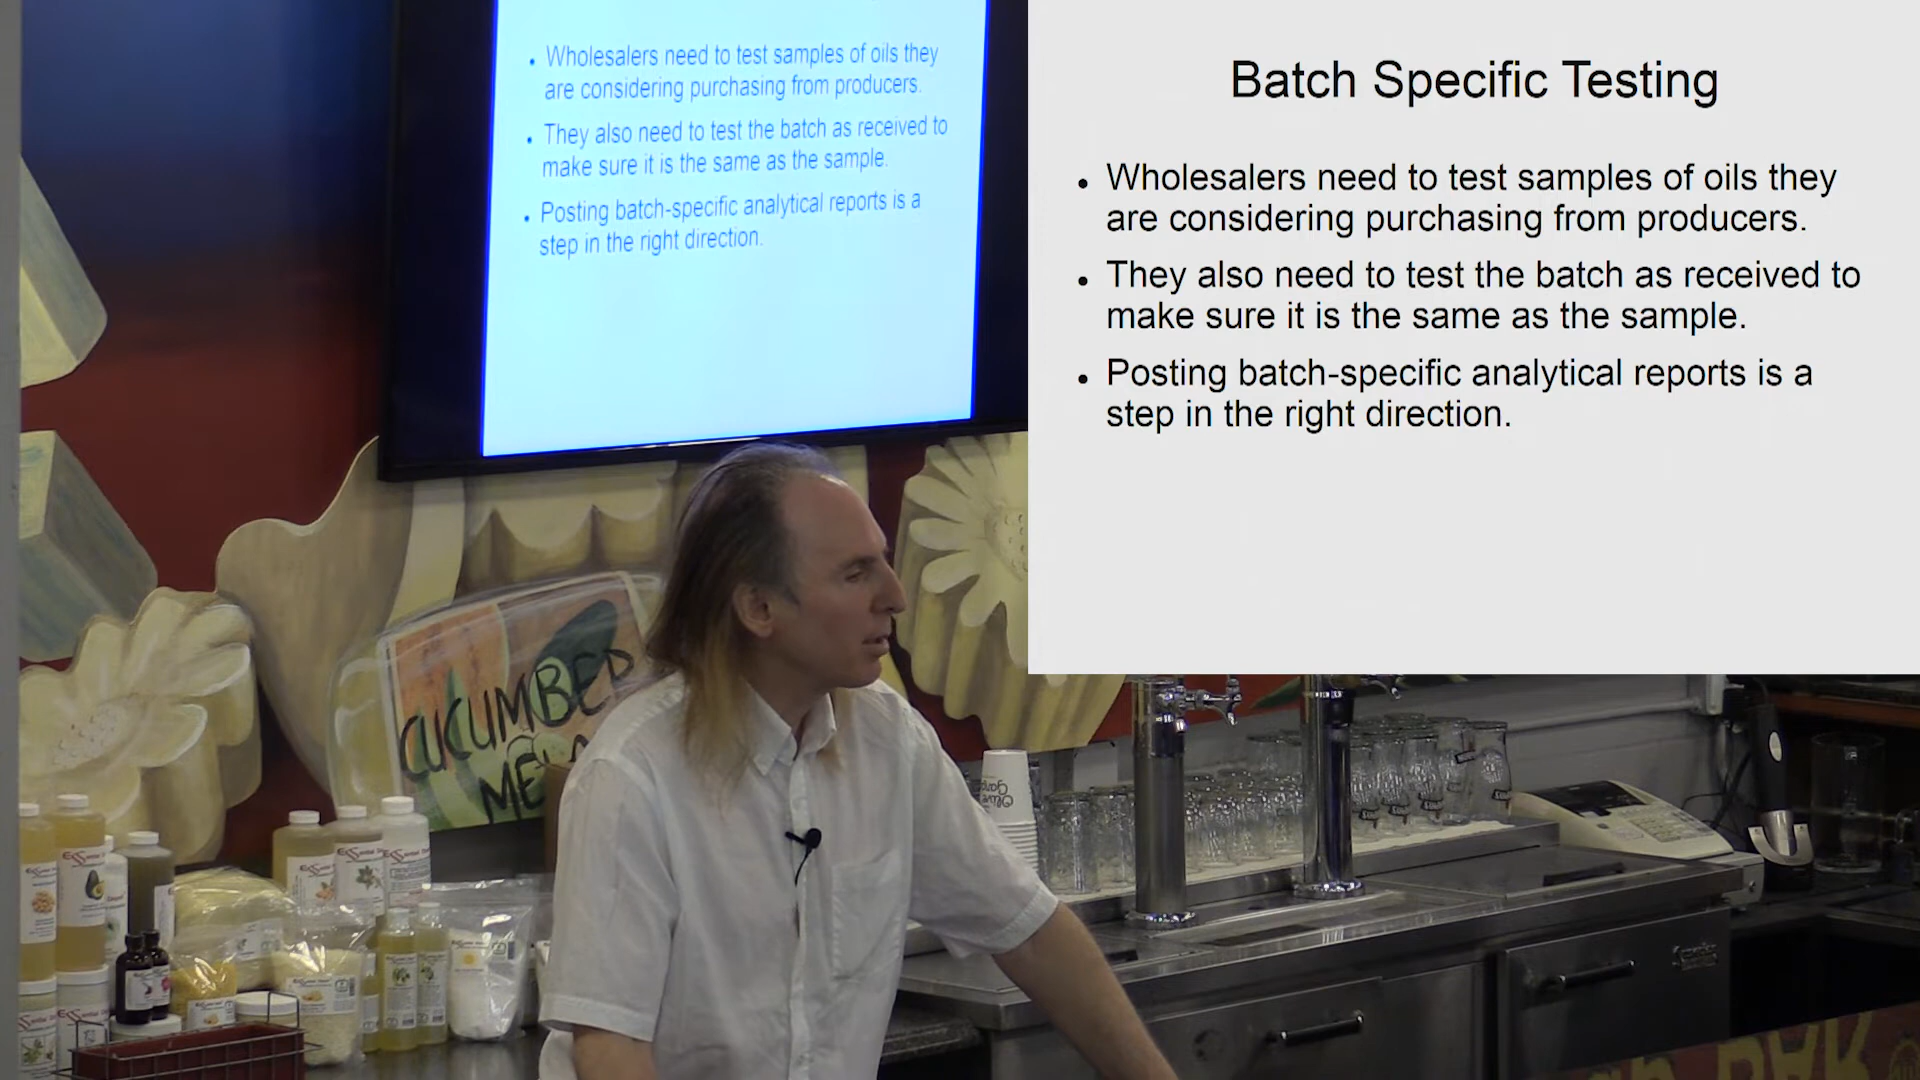 Wholesalers need to test samples of oils they
are considering purchasing from producers.
They also need to test the batch as received to
make sure it is the same as the sample.
Posting batch-specific analytical reports is a
step in the right direction.
Batch Specific Testing
Wholesalers need to test samples of oils they
are considering purchasing from producers.
They also need to test the batch as received to
make sure it is the same as the sample.
Posting batch-specific analytical reports is a
step in the right direction.
CUCUMBER